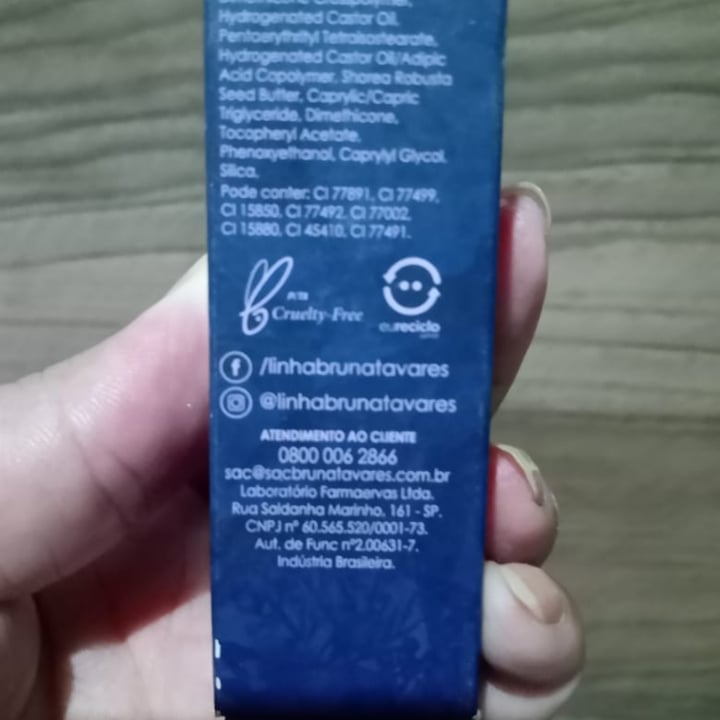 Hydrogenated Castor Oil,
Pentaerythrityl Tetraisostearate,
Hydrogenated Castor Oil/Adipic
Acid Copolymer, Shorea Robusta
Seed Butter, Caprylic/Capric
Triglyceride, Dimethicone,
Tocopheryl Acetate,
Phenoxyethanol, Caprylyl Glycol,
Silica.
Pode conter: CI 77891, CI 77499,
CI 15850, CI 77492, CI 77002,
CI 15880, CI 45410, CI 77491.
PETA
Cruelty-Free
eureciclo
/linhabrunatavares
@linhabrunatavares
ATENDIMENTO AO CLIENTE
0800 006 2866
sac@sacbrunatavares.com.br
Laboratório Farmaervas Ltda.
Rua Saldanha Marinho, 161 - SP.
CNPJ nº 60.565.520/0001-73.
Aut. de Func nº2.00631-7.
Indústria Brasileira.